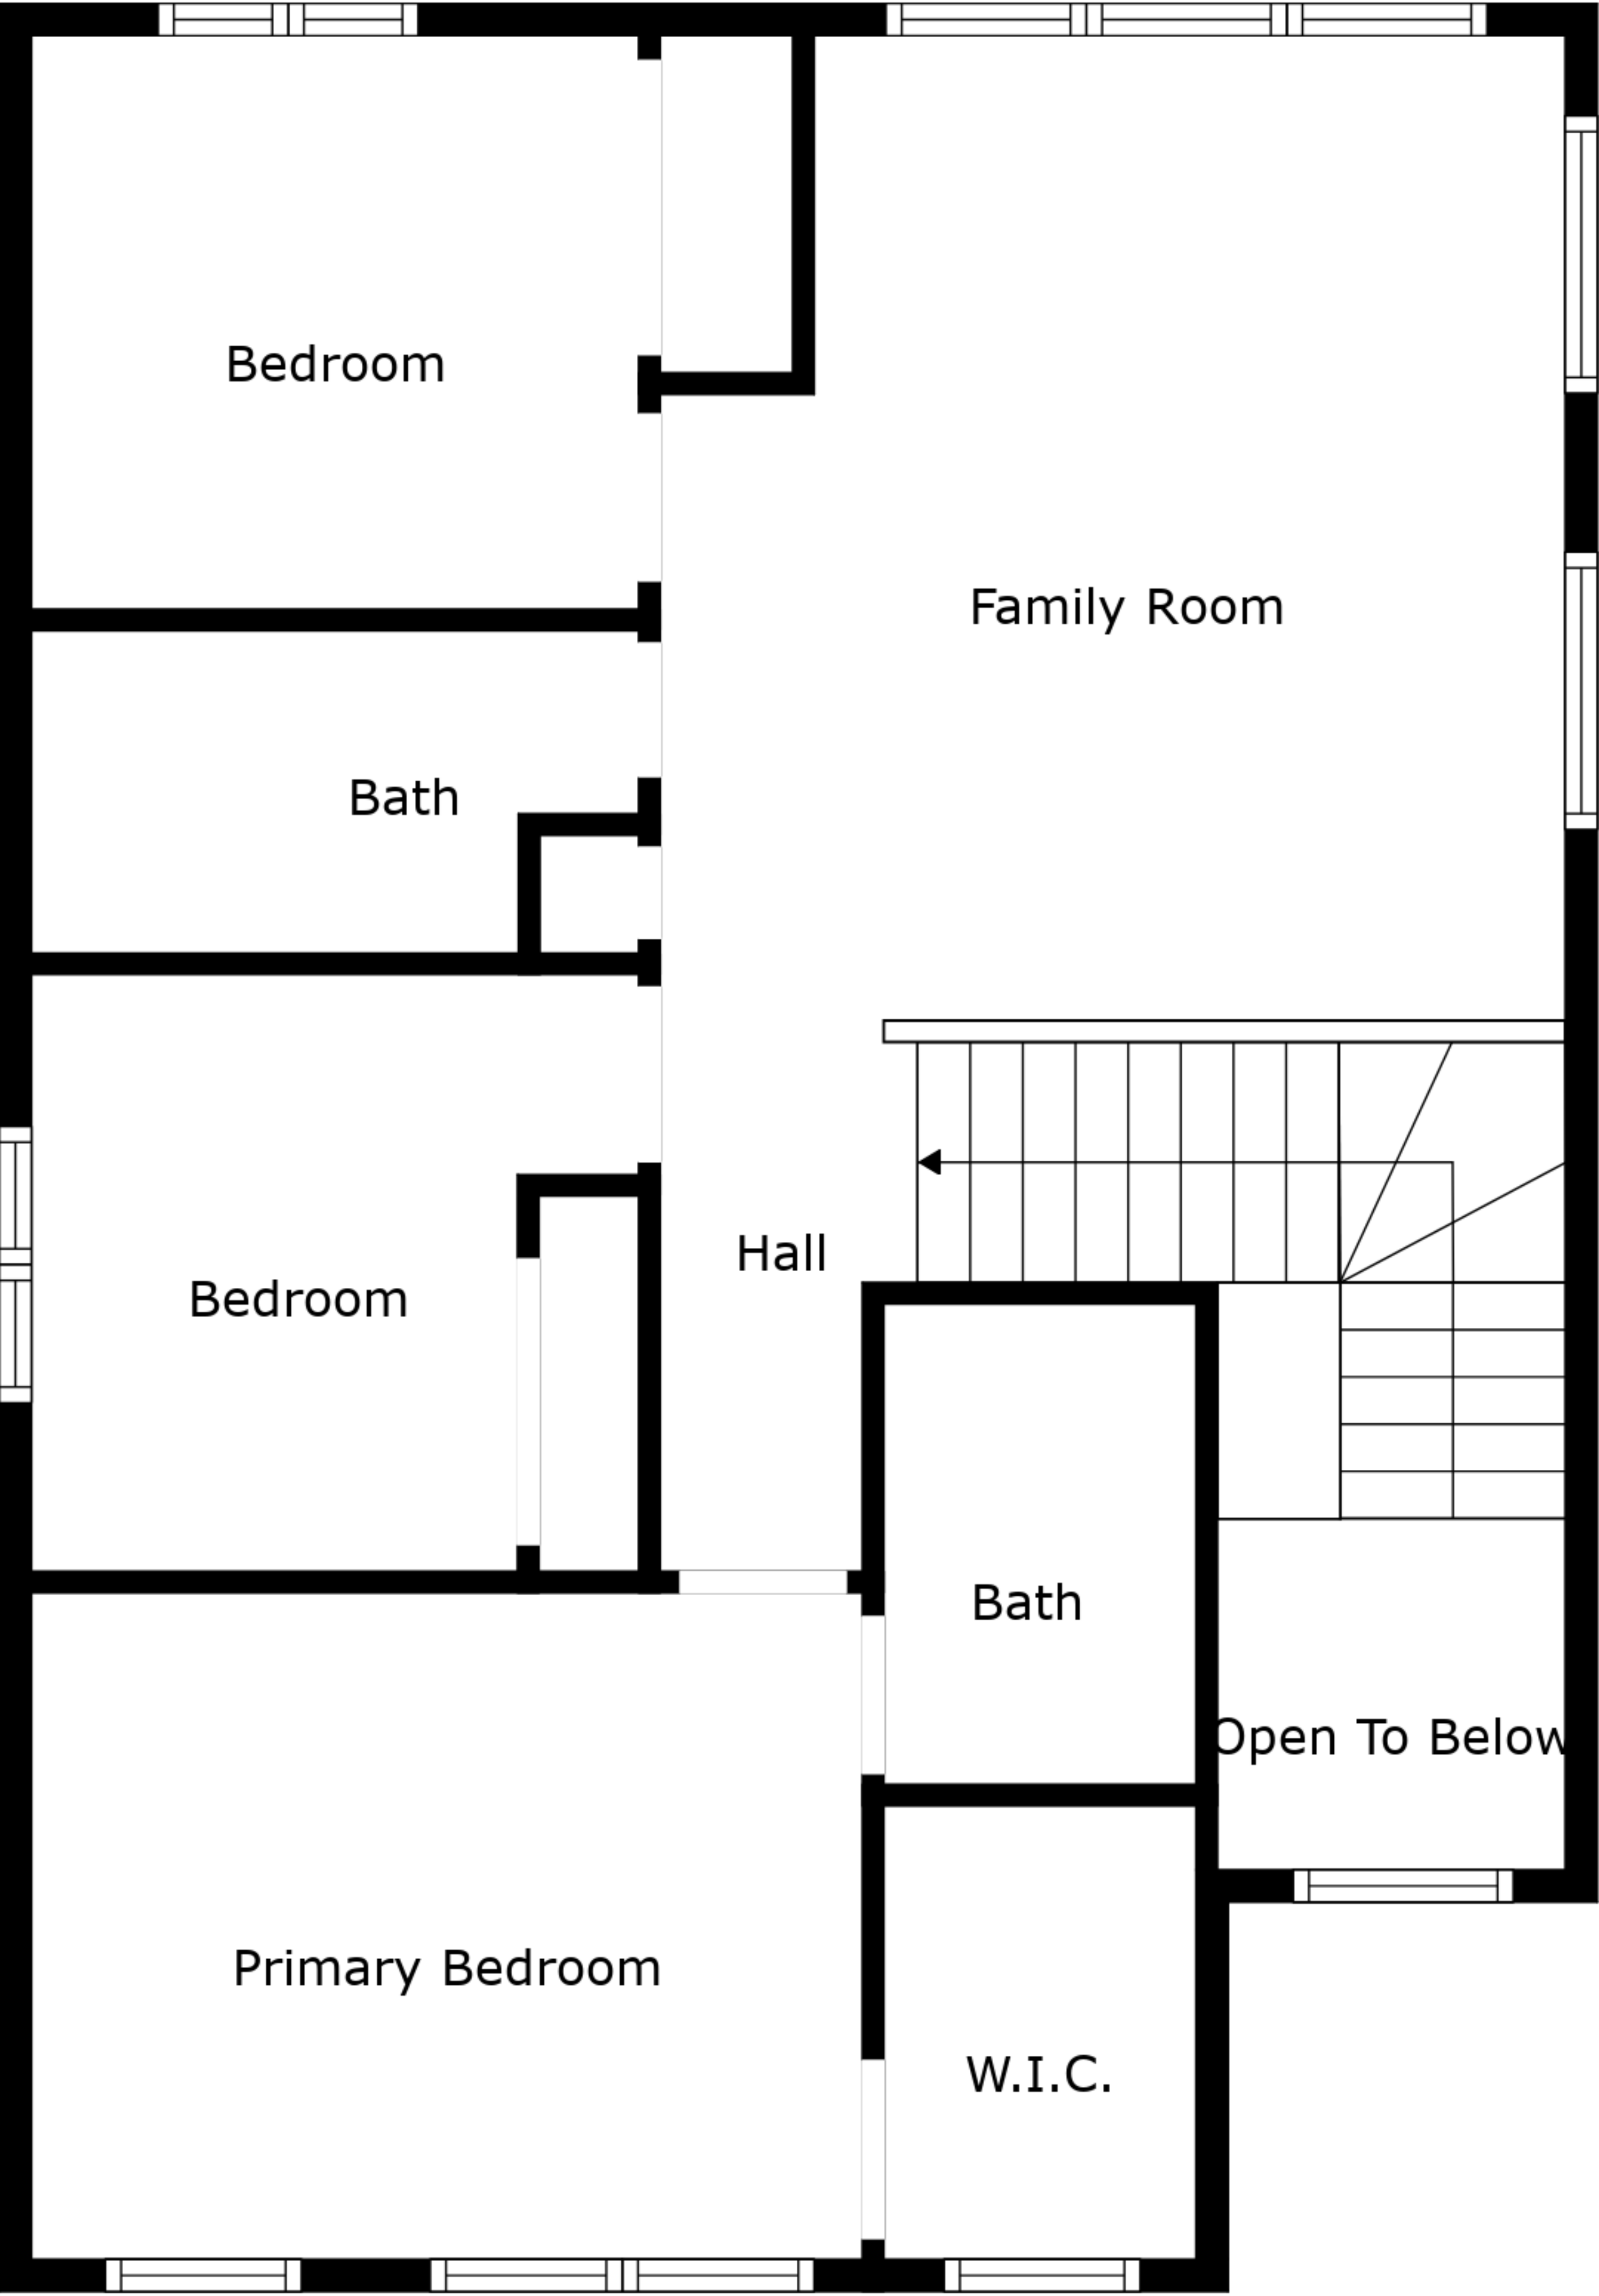 Bedroom
Family Room
Bath
Hall
Bedroom
Bath
Open To Below
Primary Bedroom
W.I.C.